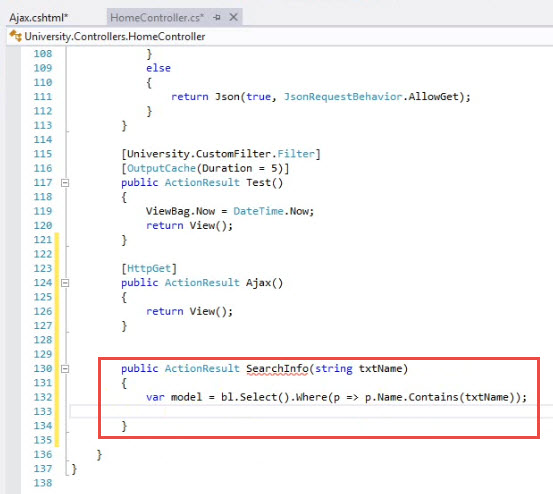 Ajax.cshtml* HomeController.cs*
University.Controllers.HomeController
108 }
109 else
110 {
111 return Json(true, JsonRequestBehavior.AllowGet);
112 }
113 }
114
115 [University.CustomFilter.Filter]
116 [OutputCache(Duration = 5)]
117 public ActionResult Test()
118 {
119 ViewBag.Now = DateTime.Now;
120 return View();
121 }
122
123 [HttpGet]
124 public ActionResult Ajax()
125 {
126 return View();
127 }
128
129
130 public ActionResult SearchInfo(string txtName)
131 {
132 var model = bl.Select().Where(p => p.Name.Contains(txtName));
133
134 }
135
136 }
137 }
138